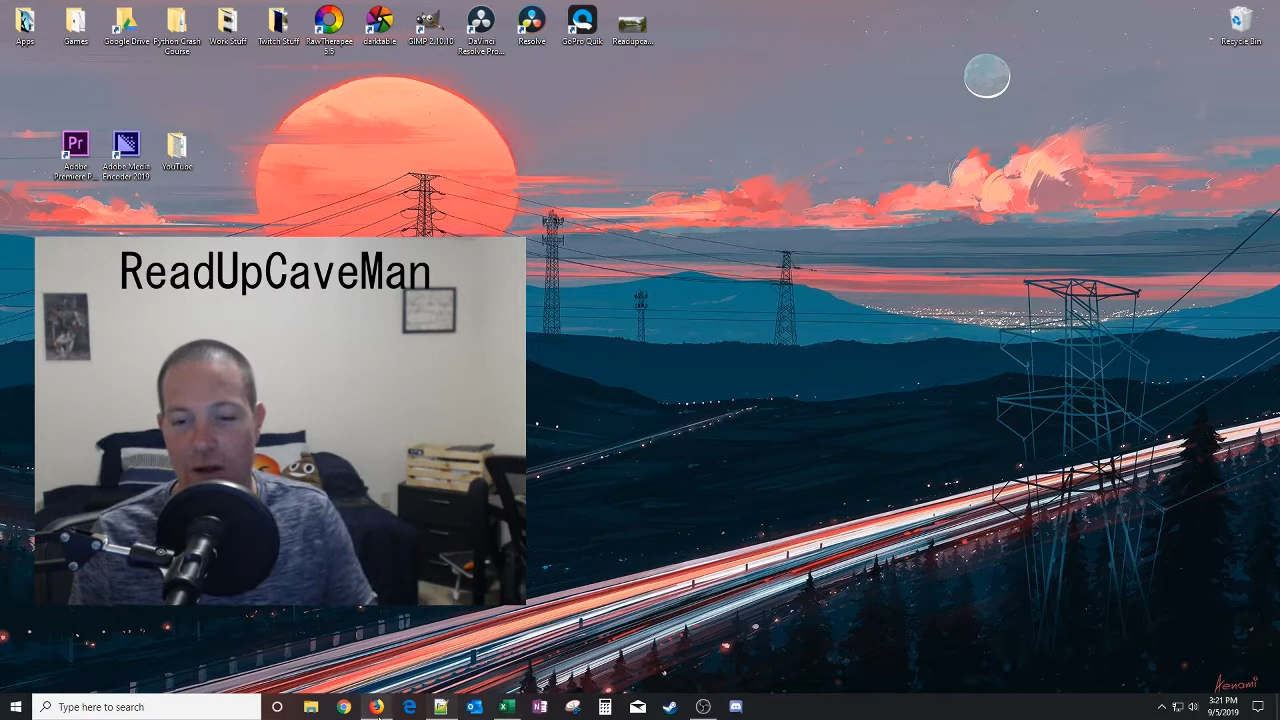 Apps
Games
Google Drive
Python Crash
Course
Work Stuff
Twitch Stuff
RawTherapee
5.5
darktable
GIMP 2.10.10
DaVinci
Resolve Pro...
Resolve
GoPro Quik
Readupca...
Recycle Bin
Pr
Adobe
Premiere P...
Adobe Media
Encoder 2019
YouTube
ReadUpCaveMan
Aenami
Type here to search
3:21 PM
9/5/2019